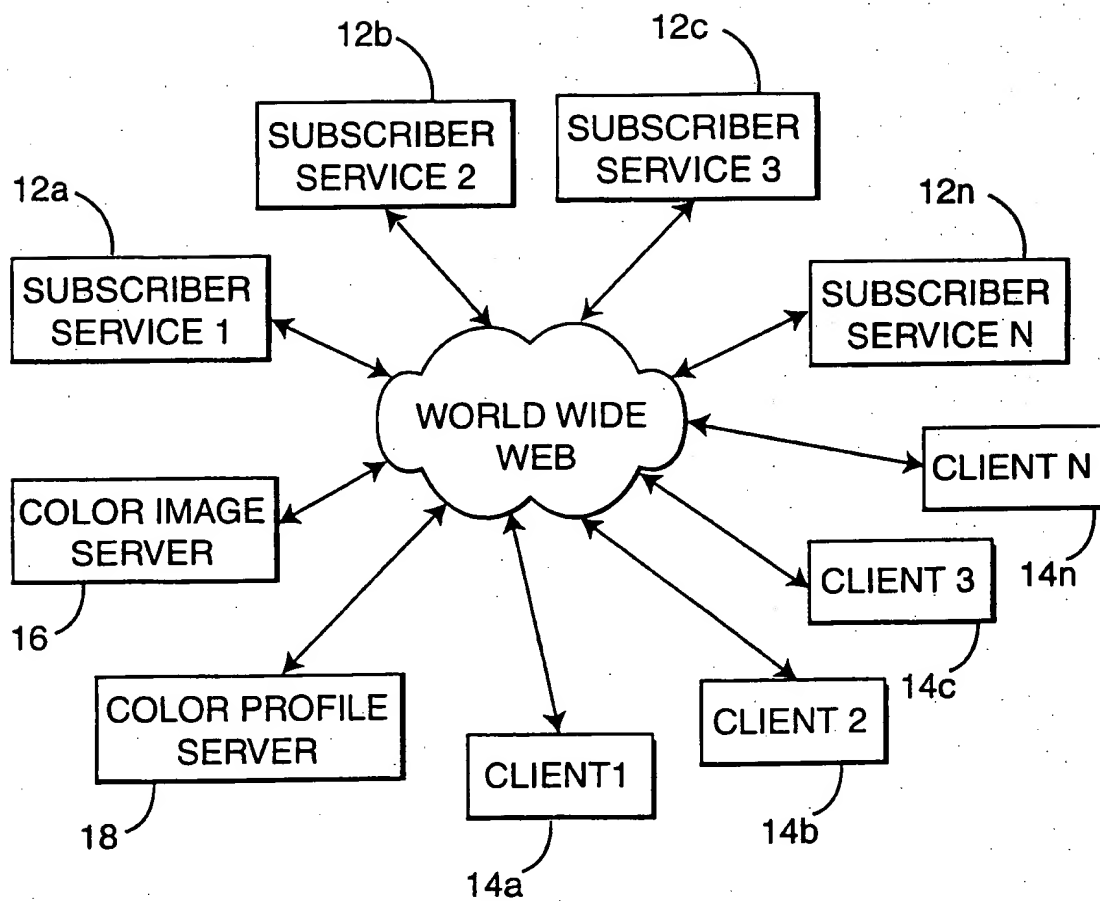 12b
12c
SUBSCRIBER
SERVICE 2
SUBSCRIBER
SERVICE 3
12a
12n
SUBSCRIBER
SERVICE 1
SUBSCRIBER
SERVICE N
WORLD WIDE
WEB
CLIENT N
COLOR IMAGE
SERVER
CLIENT 3
14n
16
COLOR PROFILE
SERVER
CLIENT1
CLIENT 2
14c
18
14a
14b